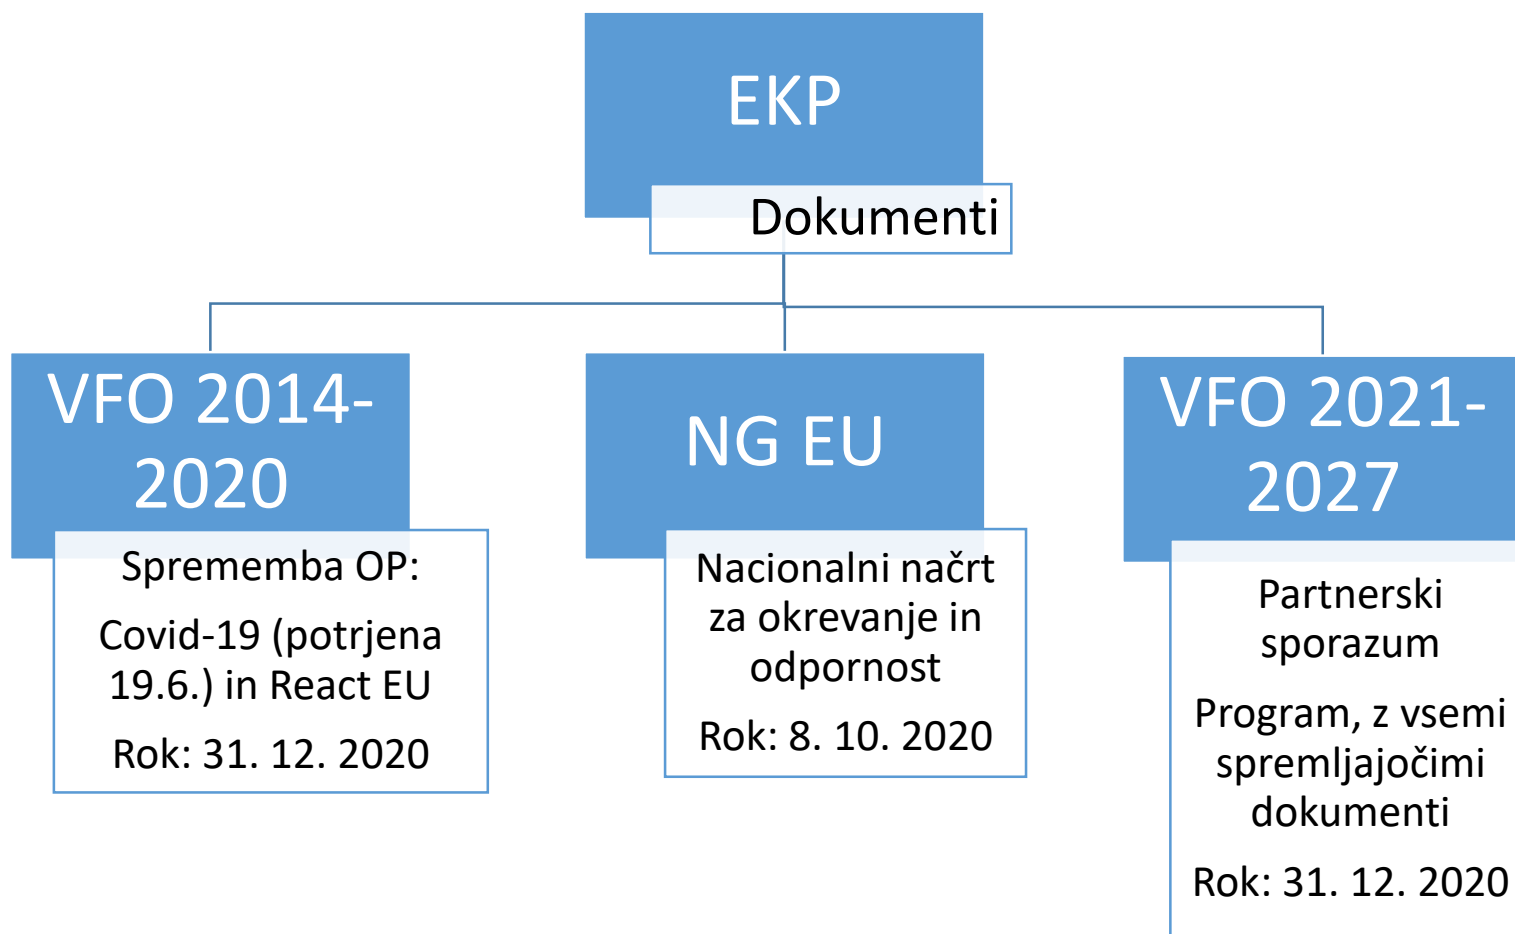 EKP
Dokumenti
VFO 2014-
2020
Sprememba OP:
Covid-19 (potrjena
19.6.) in React EU
Rok: 31. 12. 2020
NG EU
Nacionalni načrt
za okrevanje in
odpornost
Rok: 8. 10. 2020
VFO 2021-
2027
Partnerski
sporazum
Program, z vsemi
spremljajočimi
dokumenti
Rok: 31. 12. 2020